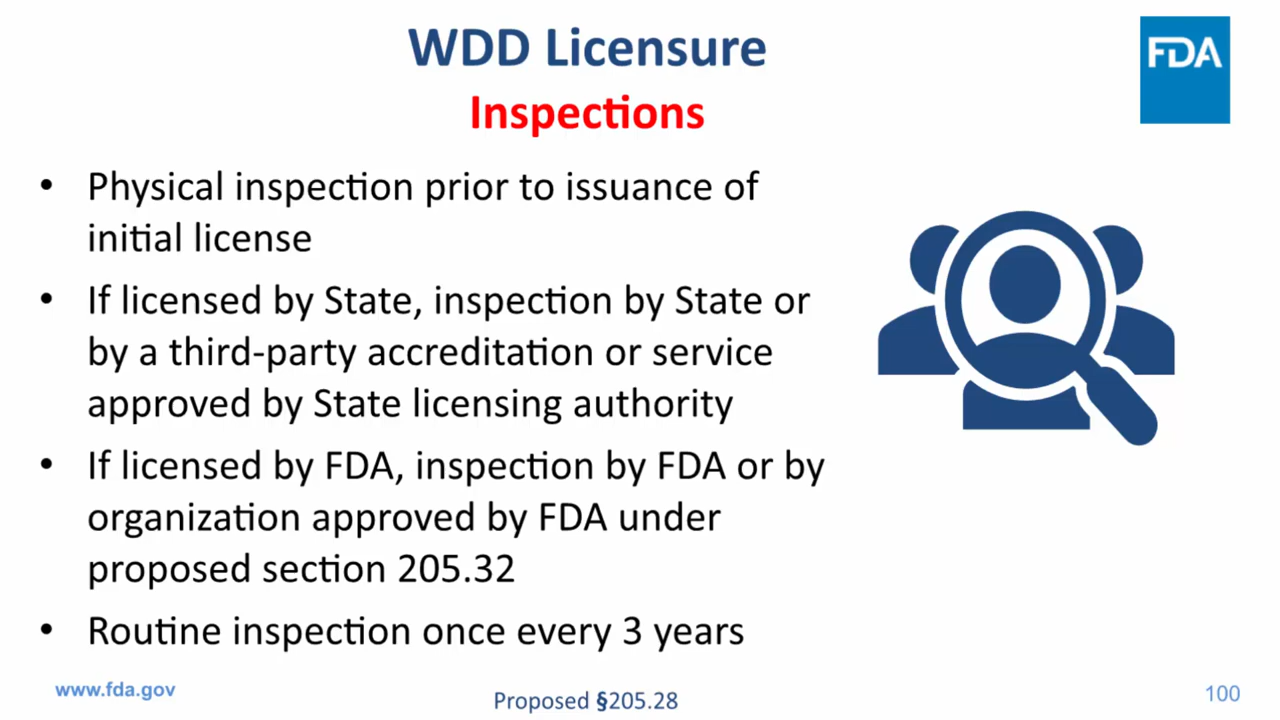 WDD Licensure
FDA
Inspections
• Physical inspection prior to issuance of
initial license
• If licensed by State, inspection by State or
by a third-party accreditation or service
approved by State licensing authority
• If licensed by FDA, inspection by FDA or by
organization approved by FDA under
proposed section 205.32
• Routine inspection once every 3 years
www.fda.gov
Proposed §205.28
100